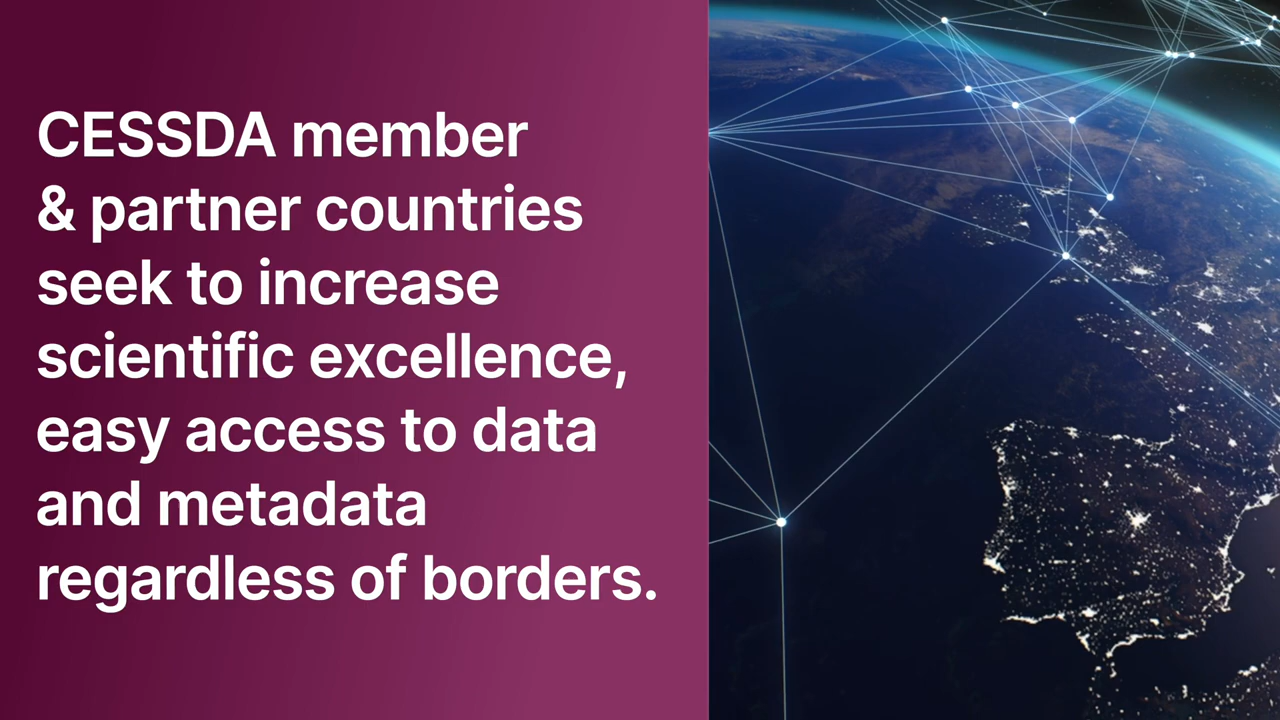 CESSDA member
& partner countries
seek to increase
scientific excellence,
easy access to data
and metadata
regardless of borders.